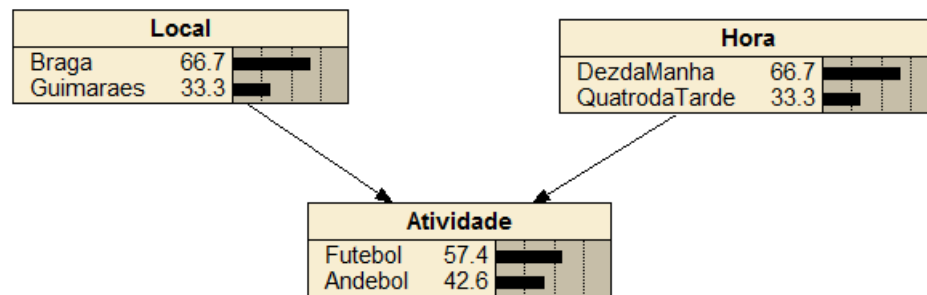 Local
Braga 66.7
Guimaraes 33.3
Hora
DezdaManha 66.7
QuatrodaTarde 33.3
Atividade
Futebol 57.4
Andebol 42.6